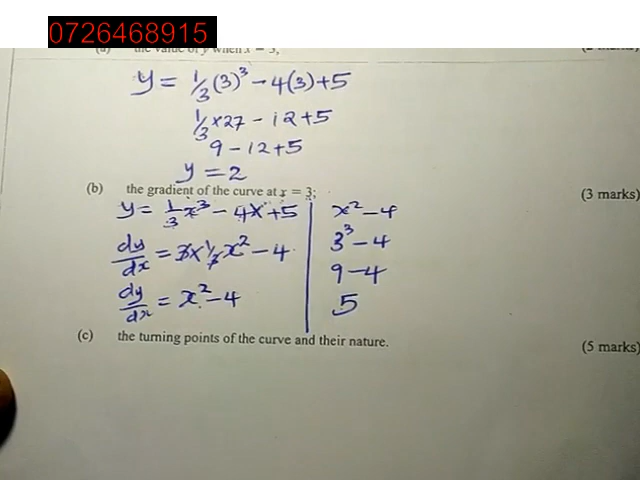 0726468915
(a) the value of y when x = 3;
y = 1/3 (3)³ - 4(3) + 5
1/3 × 27 - 12 + 5
9 - 12 + 5
y = 2
(b) the gradient of the curve at x = 3; (3 marks)
y = 1/3 x³ - 4x + 5
dy/dx = 3 × 1/3 x² - 4
dy/dx = x² - 4
x² - 4
3³ - 4
9 - 4
5
(c) the turning points of the curve and their nature. (5 marks)